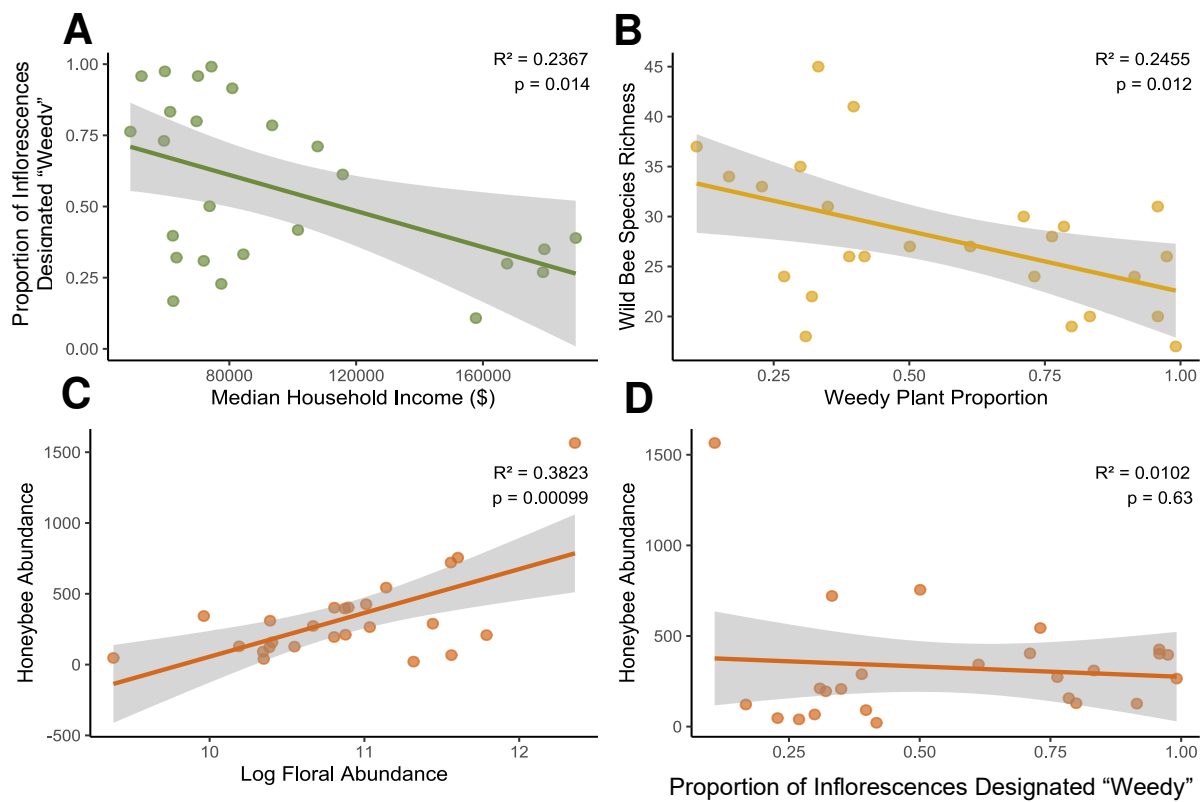 A
R² = 0.2367
p = 0.014
Proportion of Inflorescences
Designated “Weedy”
1.00
0.75
0.50
0.25
0.00
80000
120000
160000
Median Household Income ($)
B
R² = 0.2455
p = 0.012
Wild Bee Species Richness
45
40
35
30
25
20
0.25
0.50
0.75
1.00
Weedy Plant Proportion
C
R² = 0.3823
p = 0.00099
Honeybee Abundance
1500
1000
500
0
-500
10
11
12
Log Floral Abundance
D
R² = 0.0102
p = 0.63
Honeybee Abundance
1500
1000
500
0
0.25
0.50
0.75
1.00
Proportion of Inflorescences Designated “Weedy”